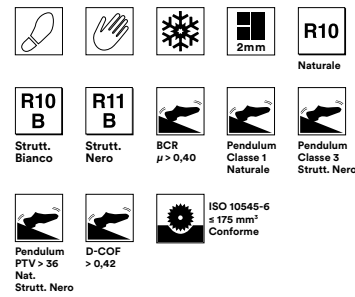 2mm
R10
Naturale
R10
B
R11
B
Strutt.
Bianco
Strutt.
Nero
BCR
μ > 0,40
Pendulum
Classe 1
Naturale
Pendulum
Classe 3
Strutt. Nero
Pendulum
PTV > 36
Nat.
Strutt. Nero
D-COF
> 0,42
ISO 10545-6
≤ 175 mm³
Conforme